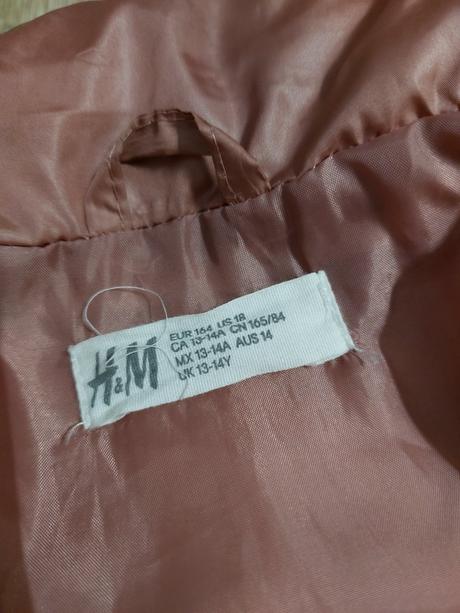 H&M
EUR 164 US 18
CA 13-14A CN 165/84
MX 13-14A AUS 14
UK 13-14Y